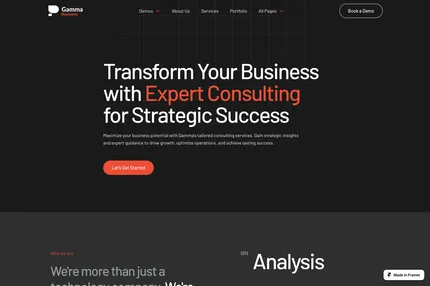 Gamma
Business
Demos
About Us
Services
Portfolio
All Pages
Book a Demo
Transform Your Business
with Expert Consulting
for Strategic Success
Maximize your business potential with Gamma's tailored consulting services. Gain strategic insights
and expert guidance to drive growth, optimize operations, and achieve lasting success.
Let's Get Started
Who we are
(01)
Analysis
We're more than just a
technology company. We're
Made in Framer